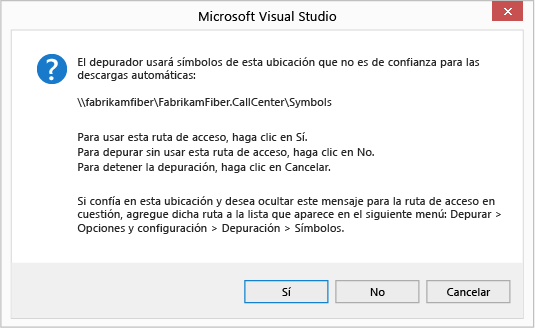 Microsoft Visual Studio
El depurador usará símbolos de esta ubicación que no es de confianza para las
descargas automáticas:
\\fabrikamfiber\FabrikamFiber.CallCenter\Symbols
Para usar esta ruta de acceso, haga clic en Sí.
Para depurar sin usar esta ruta de acceso, haga clic en No.
Para detener la depuración, haga clic en Cancelar.
Si confía en esta ubicación y desea ocultar este mensaje para la ruta de acceso en
cuestión, agregue dicha ruta a la lista que aparece en el siguiente menú: Depurar >
Opciones y configuración > Depuración > Símbolos.
Sí
No
Cancelar